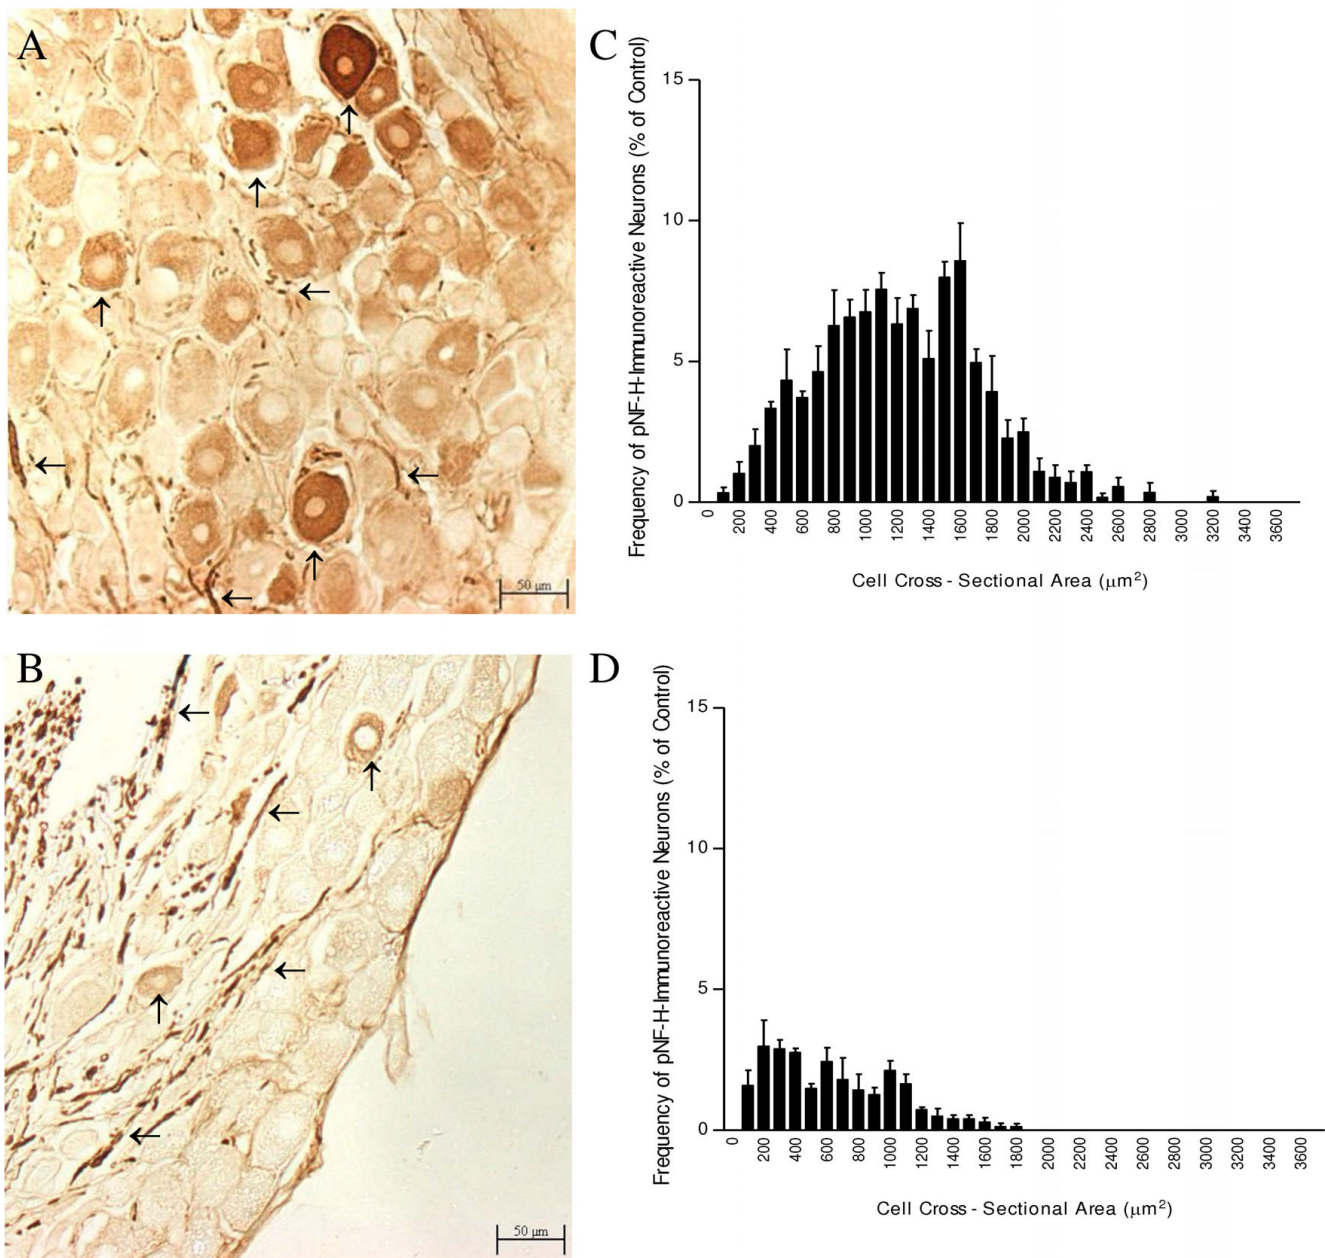 A
50 μm
C
Frequency of pNF-H-Immunoreactive Neurons (% of Control)
15
10
5
0
0 200 400 600 800 1000 1200 1400 1600 1800 2000 2200 2400 2600 2800 3000 3200 3400 3600
Cell Cross - Sectional Area (μm²)
B
50 μm
D
Frequency of pNF-H-Immunoreactive Neurons (% of Control)
15
10
5
0
0 200 400 600 800 1000 1200 1400 1600 1800 2000 2200 2400 2600 2800 3000 3200 3400 3600
Cell Cross - Sectional Area (μm²)